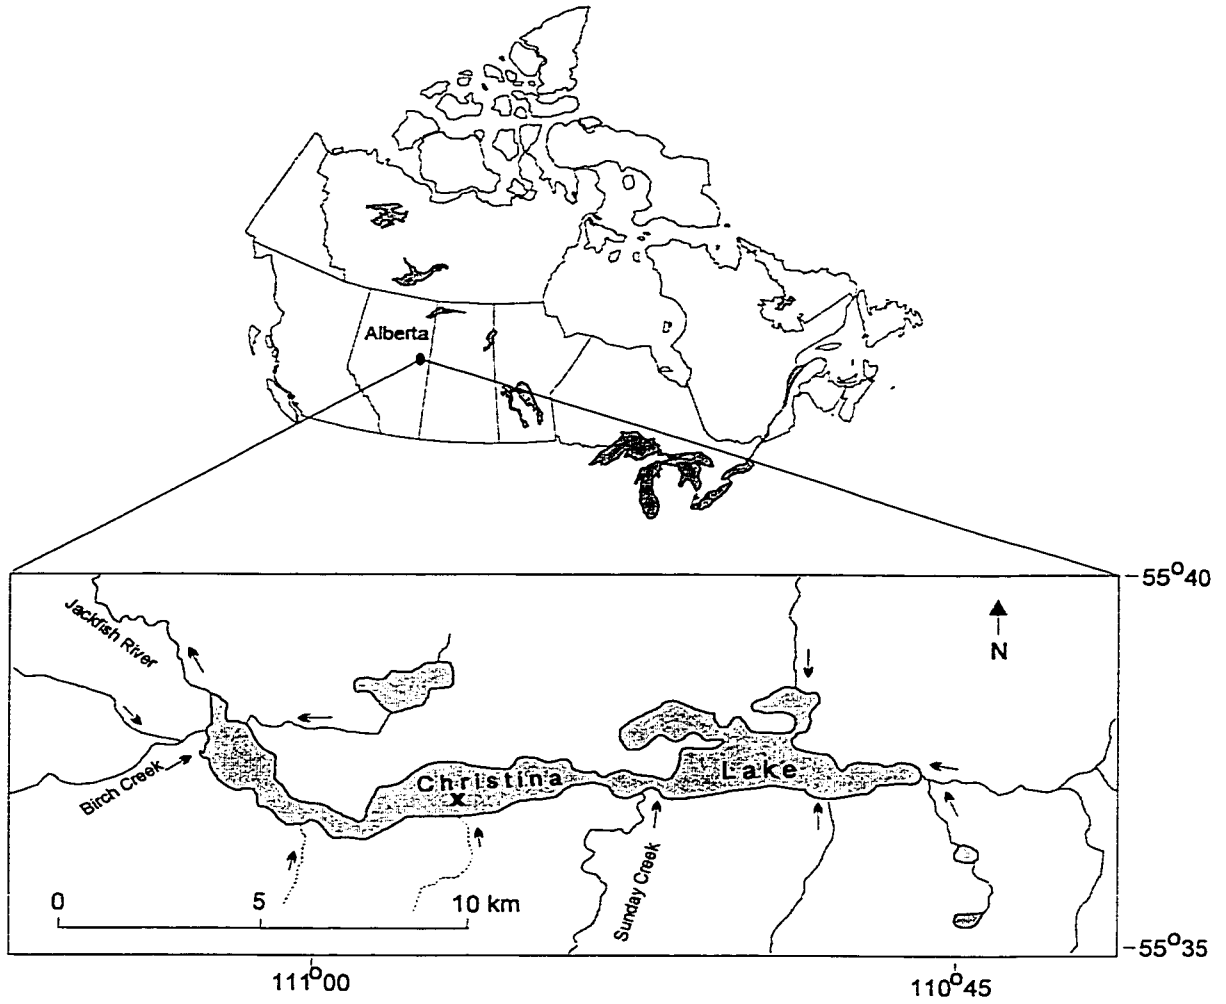 Alberta
55°40
Jackfish River
N
Birch Creek
Christina Lake
x
Sunday Creek
0 5 10 km
55°35
111°00
110°45